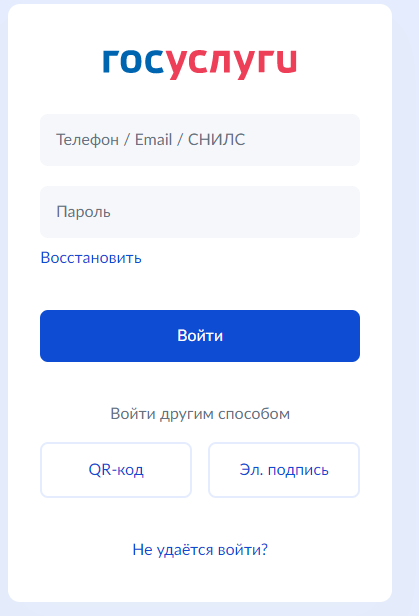 госуслуги
Телефон / Email / СНИЛС
Пароль
Восстановить
Войти
Войти другим способом
QR-код Эл. подпись
Не удаётся войти?